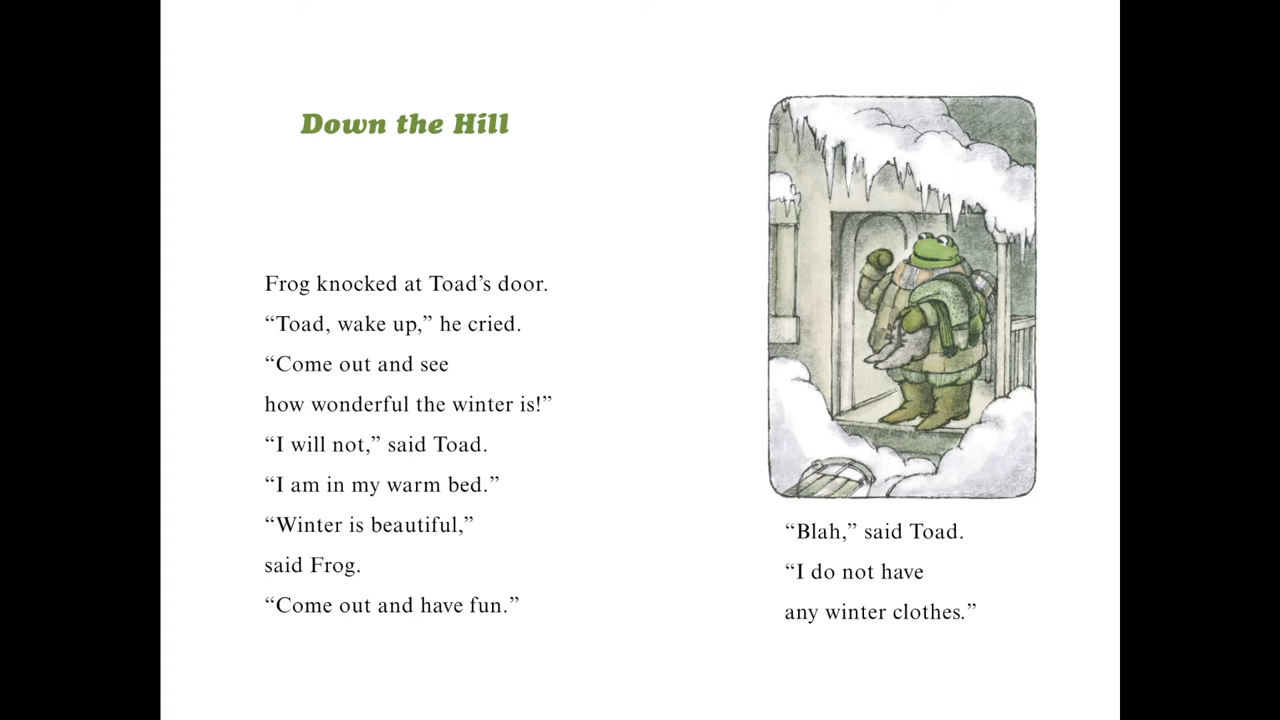 Down the Hill
Frog knocked at Toad’s door.
“Toad, wake up,” he cried.
“Come out and see
how wonderful the winter is!”
“I will not,” said Toad.
“I am in my warm bed.”
“Winter is beautiful,”
said Frog.
“Come out and have fun.”
“Blah,” said Toad.
“I do not have
any winter clothes.”